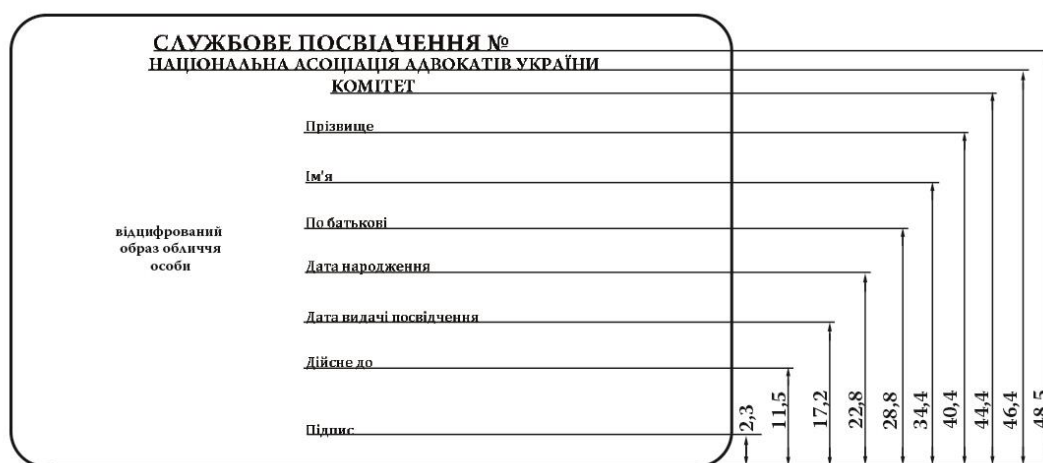 СЛУЖБОВЕ ПОСВІДЧЕННЯ №
НАЦІОНАЛЬНА АСОЦІАЦІЯ АДВОКАТІВ УКРАЇНИ
КОМІТЕТ
Прізвище
Ім'я
По батькові
відцифрований
образ обличчя
особи
Дата народження
Дата видачі посвідчення
Дійсне до
Підпис
2,3
11,5
17,2
22,8
28,8
34,4
40,4
44,4
46,4
48,5